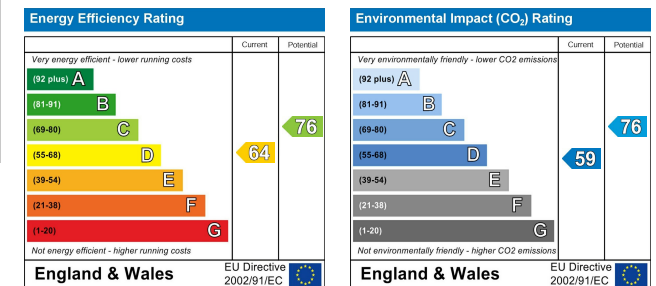 Energy Efficiency Rating
Current Potential
Very energy efficient - lower running costs
(92 plus) A
(81-91) B
(69-80) C
76
(55-68) D
64
(39-54) E
(21-38) F
(1-20) G
Not energy efficient - higher running costs
England & Wales
EU Directive
2002/91/EC
Environmental Impact (CO₂) Rating
Current Potential
Very environmentally friendly - lower CO2 emissions
(92 plus) A
(81-91) B
(69-80) C
76
(55-68) D
59
(39-54) E
(21-38) F
(1-20) G
Not environmentally friendly - higher CO2 emissions
England & Wales
EU Directive
2002/91/EC